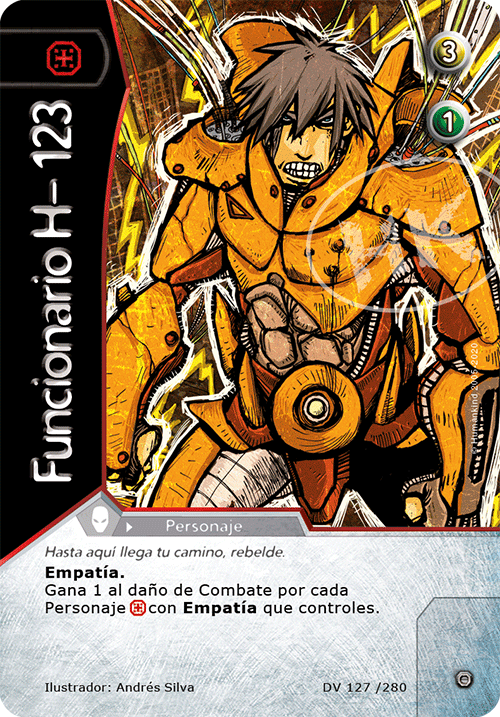 3
1
Funcionario H-123
© Humankind 2006-2020
Personaje
Hasta aquí llega tu camino, rebelde.
Empatía.
Gana 1 al daño de Combate por cada
Personaje con Empatía que controles.
Ilustrador: Andrés Silva DV 127 /280